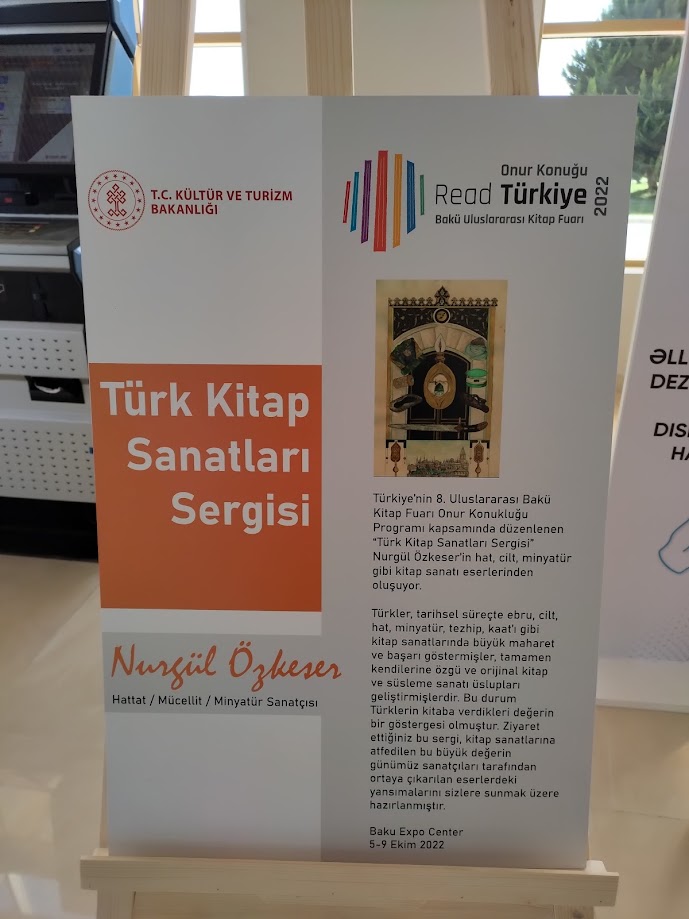 T.C. KÜLTÜR VE TURİZM
BAKANLIĞI
Onur Konuğu
Read Türkiye
Bakü Uluslararası Kitap Fuarı
2022
Türk Kitap
Sanatları
Sergisi
Nurgül Özkeser
Hattat / Mücellit / Minyatür Sanatçısı
Türkiye'nin 8. Uluslararası Bakü
Kitap Fuarı Onur Konukluğu
Programı kapsamında düzenlenen
"Türk Kitap Sanatları Sergisi"
Nurgül Özkeser'in hat, cilt, minyatür
gibi kitap sanatı eserlerinden
oluşuyor.
Türkler, tarihsel süreçte ebru, cilt,
hat, minyatür, tezhip, kaat'ı gibi
kitap sanatlarında büyük maharet
ve başarı göstermişler, tamamen
kendilerine özgü ve orijinal kitap
ve süsleme sanatı üslupları
geliştirmişlerdir. Bu durum
Türklerin kitaba verdikleri değerin
bir göstergesi olmuştur. Ziyaret
ettiğiniz bu sergi, kitap sanatlarına
atfedilen bu büyük değerin
günümüz sanatçıları tarafından
ortaya çıkarılan eserlerdeki
yansımalarını sizlere sunmak üzere
hazırlanmıştır.
Baku Expo Center
5-9 Ekim 2022
ƏLL
DEZ
DIS
HA